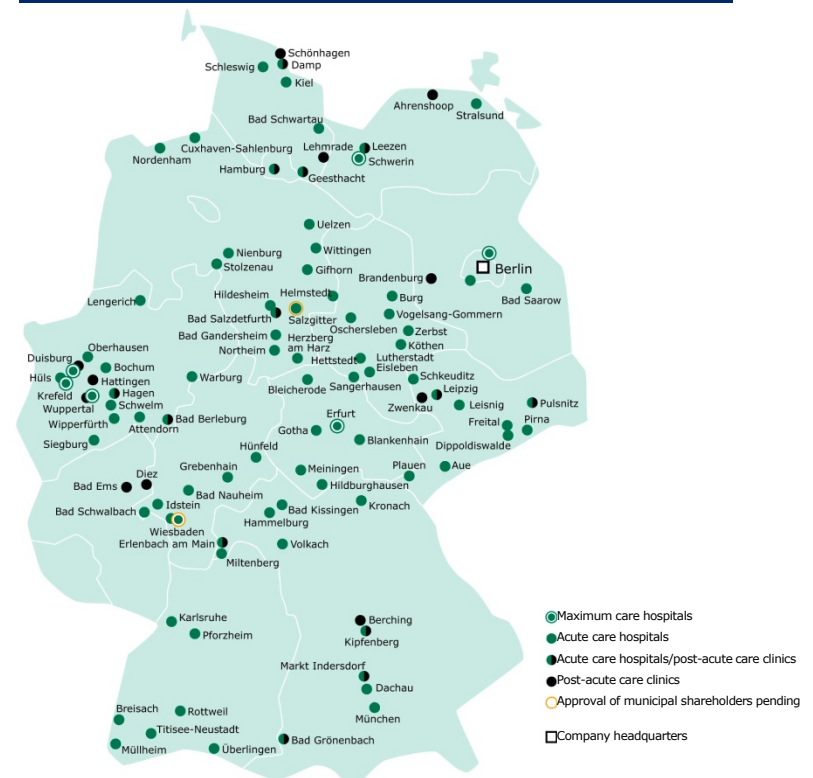 Schönhagen
Schleswig
Damp
Kiel
Ahrenshoop
Stralsund
Bad Schwartau
Cuxhaven-Sahlenburg
Lehmrade
Leezen
Nordenham
Schwerin
Hamburg
Geesthacht
Uelzen
Nienburg
Wittingen
Stolzenau
Gifhorn
Berlin
Brandenburg
Bad Saarow
Lengerich
Hildesheim
Helmstedt
Burg
Bad Salzdetfurth
Salzgitter
Vogelsang-Gommern
Oschersleben
Zerbst
Bad Gandersheim
Herzberg
am Harz
Köthen
Northeim
Hettstedt
Lutherstadt
Eisleben
Oberhausen
Duisburg
Bochum
Hüls
Hattingen
Warburg
Bleicherode
Sangerhausen
Schkeuditz
Leipzig
Krefeld
Hagen
Wuppertal
Schwelm
Zwenkau
Leisnig
Pulsnitz
Wipperfürth
Attendorn
Bad Berleburg
Erfurt
Freital
Pirna
Siegburg
Gotha
Blankenhain
Dippoldiswalde
Hünfeld
Grebenhain
Meiningen
Plauen
Aue
Diez
Bad Ems
Bad Nauheim
Hildburghausen
Idstein
Bad Kissingen
Kronach
Bad Schwalbach
Hammelburg
Wiesbaden
Erlenbach am Main
Volkach
Miltenberg
Karlsruhe
Pforzheim
Berching
Kipfenberg
Markt Indersdorf
Dachau
München
Breisach
Rottweil
Titisee-Neustadt
Müllheim
Überlingen
Bad Grönenbach
Maximum care hospitals
Acute care hospitals
Acute care hospitals/post-acute care clinics
Post-acute care clinics
Approval of municipal shareholders pending
Company headquarters